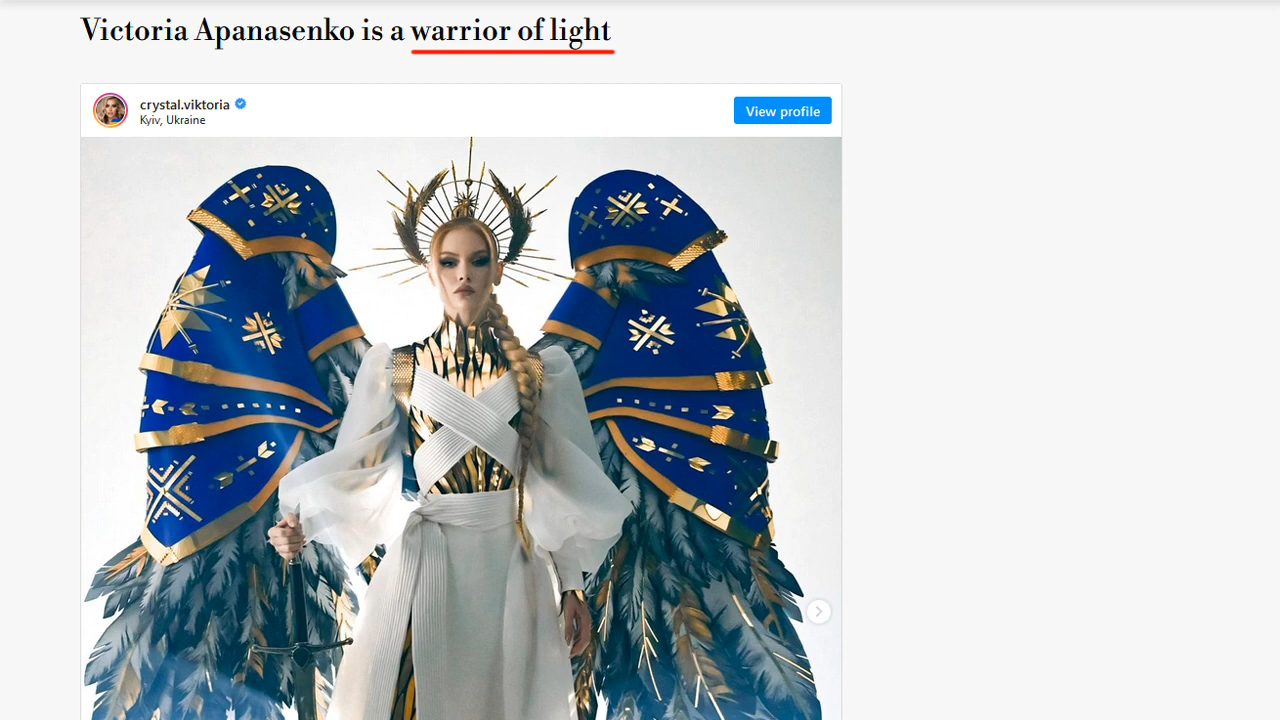 Victoria Apanasenko is a warrior of light
crystal.viktoria
Kyiv, Ukraine
View profile